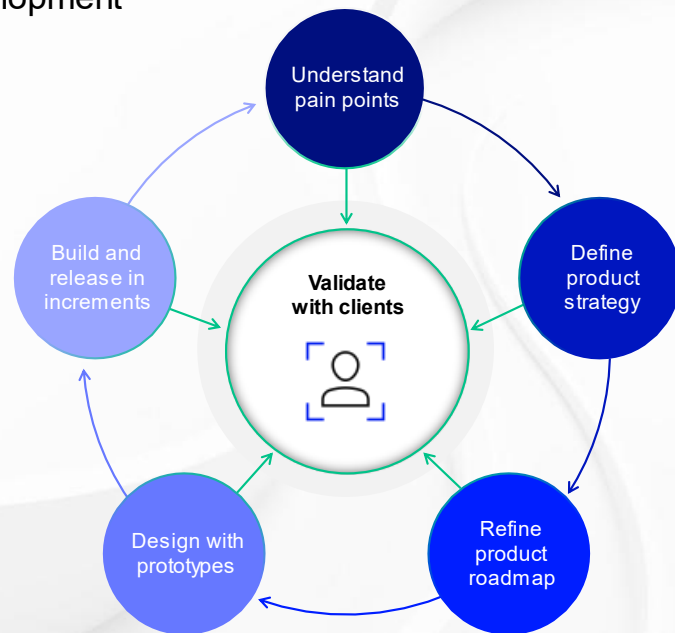 Understand
pain points
Define
product
strategy
Refine
product
roadmap
Design with
prototypes
Build and
release in
increments
Validate
with clients